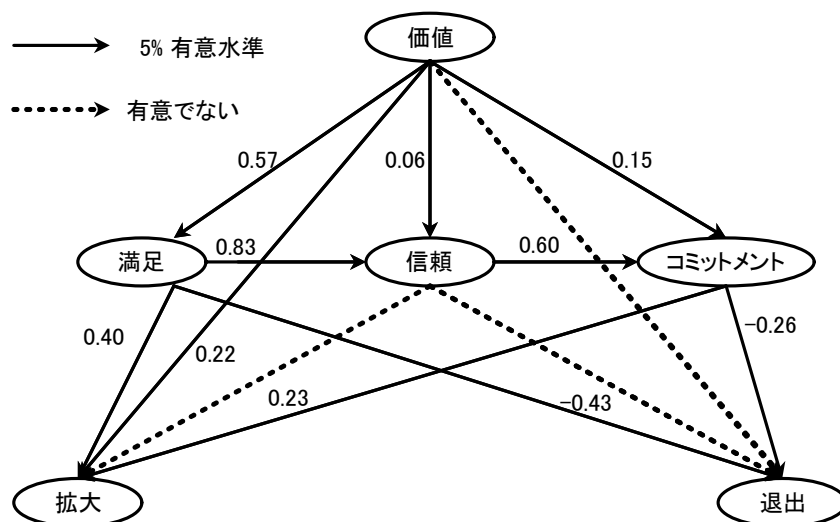 価値
5% 有意水準
有意でない
0.57
0.06
0.15
満足
0.83
信頼
0.60
コミットメント
0.40
0.22
0.23
−0.43
−0.26
拡大
退出